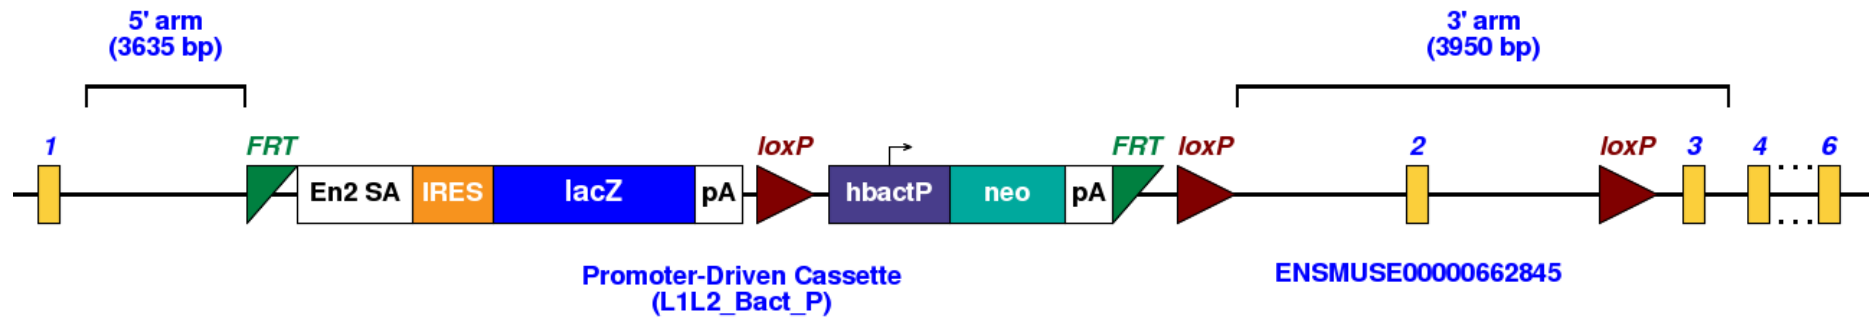 5' arm
(3635 bp)
3' arm
(3950 bp)
1
FRT
loxP
FRT
loxP
2
loxP
3
4
6
En2 SA
IRES
lacZ
pA
hbactP
neo
pA
Promoter-Driven Cassette
(L1L2_Bact_P)
ENSMUSE00000662845